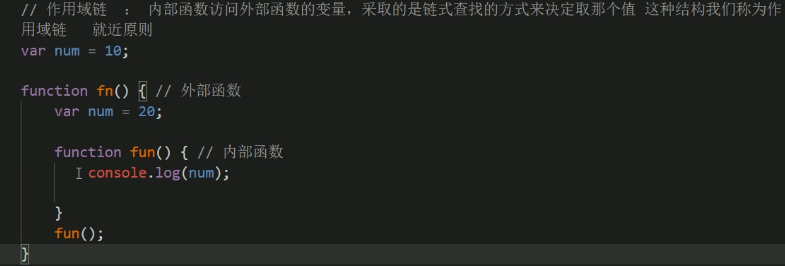 // 作用域链 ： 内部函数访问外部函数的变量，采取的是链式查找的方式来决定取那个值 这种结构我们称为作
用域链 就近原则
var num = 10;
function fn() { // 外部函数
var num = 20;
function fun() { // 内部函数
console.log(num);
}
fun();
}